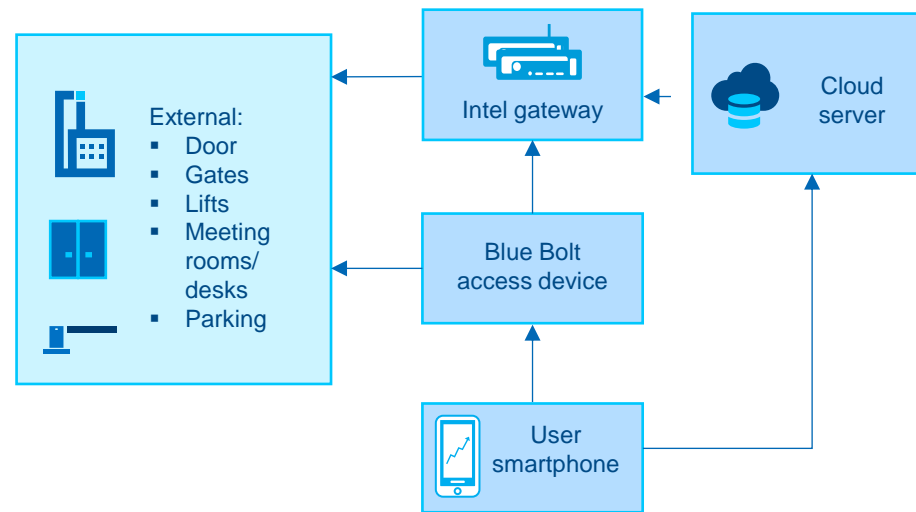 External:
▪ Door
▪ Gates
▪ Lifts
▪ Meeting
rooms/
desks
▪ Parking
Intel gateway
Cloud
server
Blue Bolt
access device
User
smartphone